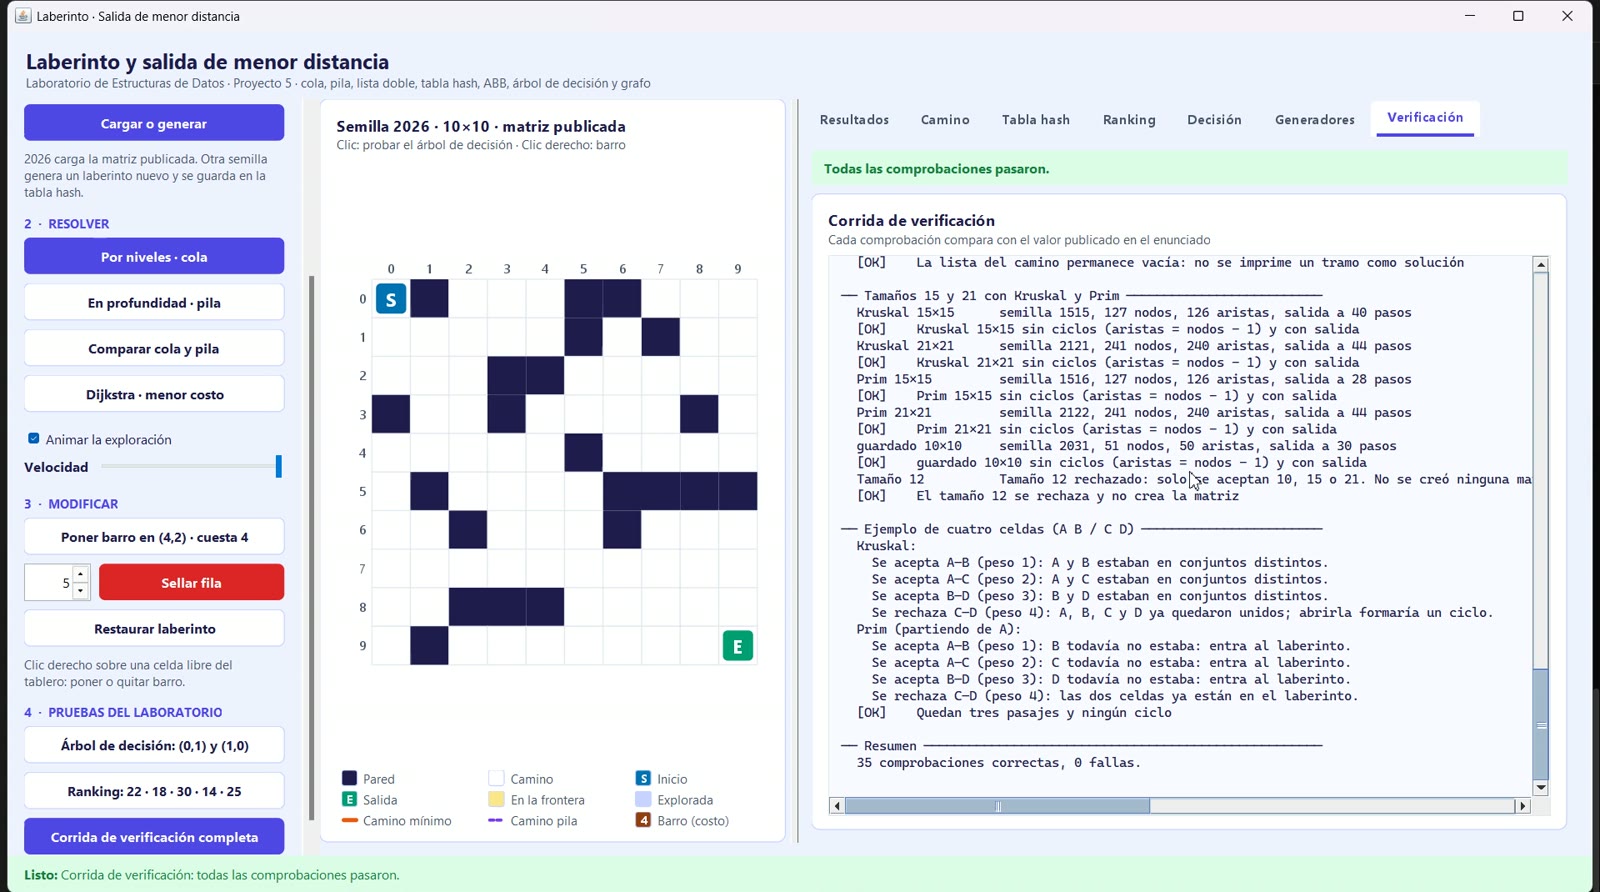 Laberinto · Salida de menor distancia
Laberinto y salida de menor distancia
Laboratorio de Estructuras de Datos · Proyecto 5 · cola, pila, lista doble, tabla hash, ABB, árbol de decisión y grafo
Cargar o generar
2026 carga la matriz publicada. Otra semilla
genera un laberinto nuevo y se guarda en la
tabla hash.
2 · RESOLVER
Por niveles · cola
En profundidad · pila
Comparar cola y pila
Dijkstra · menor costo
Animar la exploración
Velocidad
3 · MODIFICAR
Poner barro en (4,2) · cuesta 4
5
Sellar fila
Restaurar laberinto
Clic derecho sobre una celda libre del
tablero: poner o quitar barro.
4 · PRUEBAS DEL LABORATORIO
Árbol de decisión: (0,1) y (1,0)
Ranking: 22 · 18 · 30 · 14 · 25
Corrida de verificación completa
Semilla 2026 · 10×10 · matriz publicada
Clic: probar el árbol de decisión · Clic derecho: barro
0 1 2 3 4 5 6 7 8 9
0 S
1
2
3
4
5
6
7
8
9 E
Pared
Camino
S Inicio
E Salida
En la frontera
Explorada
Camino mínimo
Camino pila
4 Barro (costo)
Resultados Camino Tabla hash Ranking Decisión Generadores Verificación
Todas las comprobaciones pasaron.
Corrida de verificación
Cada comprobación compara con el valor publicado en el enunciado
[OK] La lista del camino permanece vacía: no se imprime un tramo como solución
── Tamaños 15 y 21 con Kruskal y Prim ──────────────────────────
Kruskal 15×15 semilla 1515, 127 nodos, 126 aristas, salida a 40 pasos
[OK] Kruskal 15×15 sin ciclos (aristas = nodos − 1) y con salida
Kruskal 21×21 semilla 2121, 241 nodos, 240 aristas, salida a 44 pasos
[OK] Kruskal 21×21 sin ciclos (aristas = nodos − 1) y con salida
Prim 15×15 semilla 1516, 127 nodos, 126 aristas, salida a 28 pasos
[OK] Prim 15×15 sin ciclos (aristas = nodos − 1) y con salida
Prim 21×21 semilla 2122, 241 nodos, 240 aristas, salida a 44 pasos
[OK] Prim 21×21 sin ciclos (aristas = nodos − 1) y con salida
guardado 10×10 semilla 2031, 51 nodos, 50 aristas, salida a 30 pasos
[OK] guardado 10×10 sin ciclos (aristas = nodos − 1) y con salida
Tamaño 12 Tamaño 12 rechazado: solo se aceptan 10, 15 o 21. No se creó ninguna ma
[OK] El tamaño 12 se rechaza y no crea la matriz
── Ejemplo de cuatro celdas (A B / C D) ────────────────────────
Kruskal:
Se acepta A—B (peso 1): A y B estaban en conjuntos distintos.
Se acepta A—C (peso 2): A y C estaban en conjuntos distintos.
Se acepta B—D (peso 3): B y D estaban en conjuntos distintos.
Se rechaza C—D (peso 4): A, B, C y D ya quedaron unidos; abrirla formaría un ciclo.
Prim (partiendo de A):
Se acepta A—B (peso 1): B todavía no estaba: entra al laberinto.
Se acepta A—C (peso 2): C todavía no estaba: entra al laberinto.
Se acepta B—D (peso 3): D todavía no estaba: entra al laberinto.
Se rechaza C—D (peso 4): las dos celdas ya están en el laberinto.
[OK] Quedan tres pasajes y ningún ciclo
── Resumen ─────────────────────────────────────────────────────
35 comprobaciones correctas, 0 fallas.
Listo: Corrida de verificación: todas las comprobaciones pasaron.